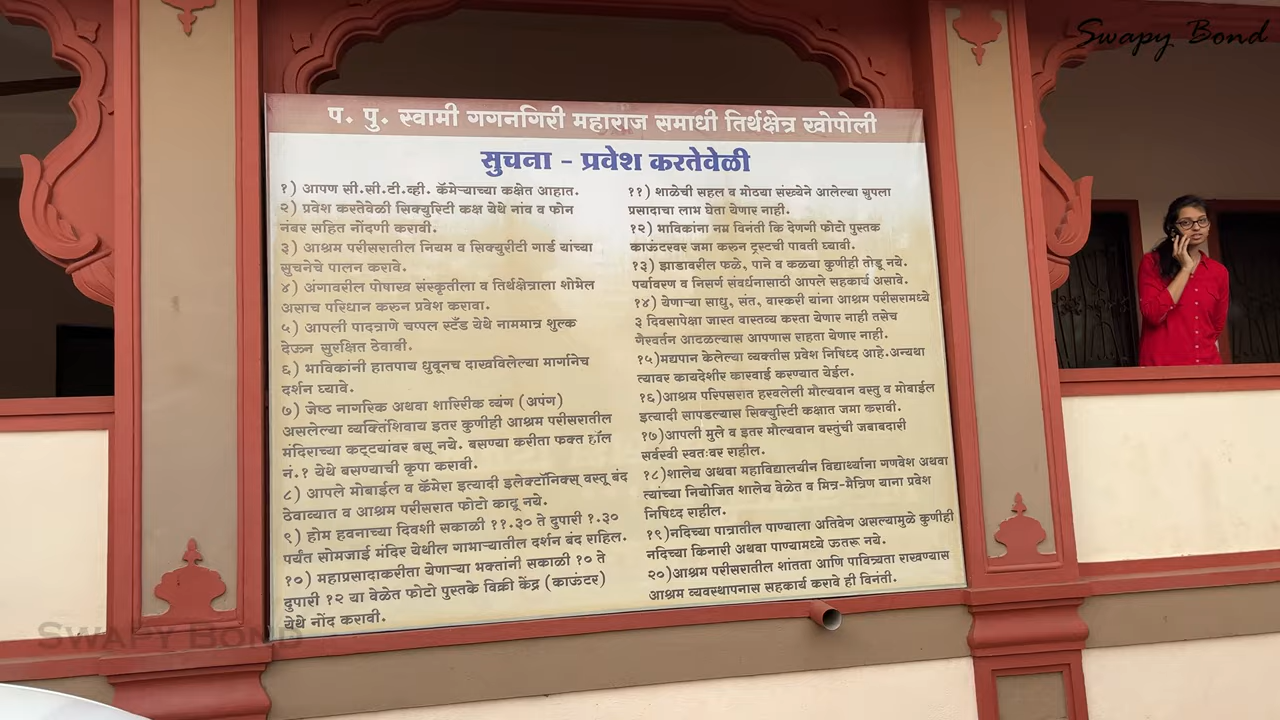 Swapy Bond
प. पु. स्वामी गगनगिरी महाराज समाधी तिर्थक्षेत्र खोपोली
सुचना - प्रवेश करतेवेळी
१) आपण सी.सी.टी.व्ही. कॅमेऱ्याच्या कक्षेत आहात.
२) प्रवेश करतेवेळी सिक्युरिटी कक्ष येथे नांव व फोन
नंबर सहित नोंदणी करावी.
३) आश्रम परीसरातील नियम व सिक्युरीटी गार्ड यांच्या
सुचनेचे पालन करावे.
४) अंगावरील पोषाख संस्कृतीला व तिर्थक्षेत्राला शोभेल
असाच परिधान करून प्रवेश करावा.
५) आपली पादत्राणे चप्पल स्टँड येथे नाममात्र शुल्क
देऊन सुरक्षित ठेवावी.
६) भाविकांनी हातपाय धुवूनच दाखविलेल्या मार्गानेच
दर्शन घ्यावे.
७) जेष्ठ नागरिक अथवा शारिरीक व्यंग (अपंग)
असलेल्या व्यक्तिंशिवाय इतर कुणीही आश्रम परीसरातील
मंदिराच्या कट्ट्यांवर बसू नये. बसण्या करीता फक्त हॉल
नं.१ येथे बसण्याची कृपा करावी.
८) आपले मोबाईल व कॅमेरा इत्यादी इलेक्टॉनिक्स् वस्तू बंद
ठेवाव्यात व आश्रम परीसरात फोटो काढू नये.
९) होम हवनाच्या दिवशी सकाळी ११.३० ते दुपारी १.३०
पर्यंत सोमजाई मंदिर येथील गाभाऱ्यातील दर्शन बंद राहिल.
१०) महाप्रसादाकरीता येणाऱ्या भक्तांनी सकाळी १० ते
दुपारी १२ या वेळेत फोटो पुस्तके विक्री केंद्र (काऊंटर)
येथे नोंद करावी.
११) शाळेची सहल व मोठया संख्येने आलेल्या ग्रुपला
प्रसादाचा लाभ घेता येणार नाही.
१२) भाविकांना नम्र विनंती कि देणगी फोटो पुस्तक
काऊंटरवर जमा करून ट्रस्टची पावती घ्यावी.
१३) झाडावरील फळे, पाने व कळया कुणीही तोडू नये.
पर्यावरण व निसर्ग संवर्धनासाठी आपले सहकार्य असावे.
१४) येणाऱ्या साधु, संत, वारकरी यांना आश्रम परीसरामध्ये
३ दिवसापेक्षा जास्त वास्तव्य करता येणार नाही तसेच
गैरवर्तन आढळल्यास आपणास राहता येणार नाही.
१५)मद्यपान केलेल्या व्यक्तीस प्रवेश निषिध्द आहे.अन्यथा
त्यावर कायदेशीर कारवाई करण्यात येईल.
१६)आश्रम परिपसरात हरवलेली मौल्यवान वस्तु व मोबाईल
इत्यादी सापडल्यास सिक्युरिटी कक्षात जमा करावी.
१७)आपली मुले व इतर मौल्यवान वस्तुंची जबाबदारी
सर्वस्वी स्वतःवर राहील.
१८)शालेय अथवा महाविद्यालयीन विद्यार्थ्याना गणवेश अथवा
त्यांच्या नियोजित शालेय वेळेत व मित्र-मैत्रिण याना प्रवेश
निषिध्द राहील.
१९)नदिच्या पात्रातील पाण्याला अतिवेग असल्यामुळे कुणीही
नदिच्या किनारी अथवा पाण्यामध्ये ऊतरू नये.
२०)आश्रम परीसरातील शांतता आणि पावित्र्यता राखण्यास
आश्रम व्यवस्थापनास सहकार्य करावे ही विनंती.
Swapy Bond